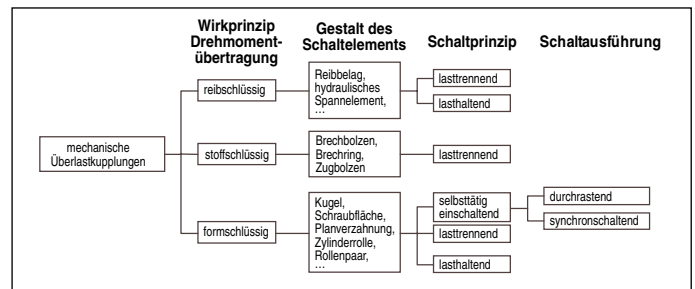 Wirkprinzip
Drehmoment-
übertragung
Gestalt des
Schaltelements
Schaltprinzip
Schaltausführung
mechanische
Überlastkupplungen
reibschlüssig
Reibbelag,
hydraulisches
Spannelement,
…
lasttrennend
lasthaltend
stoffschlüssig
Brechbolzen,
Brechring,
Zugbolzen
lasttrennend
formschlüssig
Kugel,
Schraubfläche,
Planverzahnung,
Zylinderrolle,
Rollenpaar,
…
selbsttätig
einschaltend
durchrastend
synchronschaltend
lasttrennend
lasthaltend